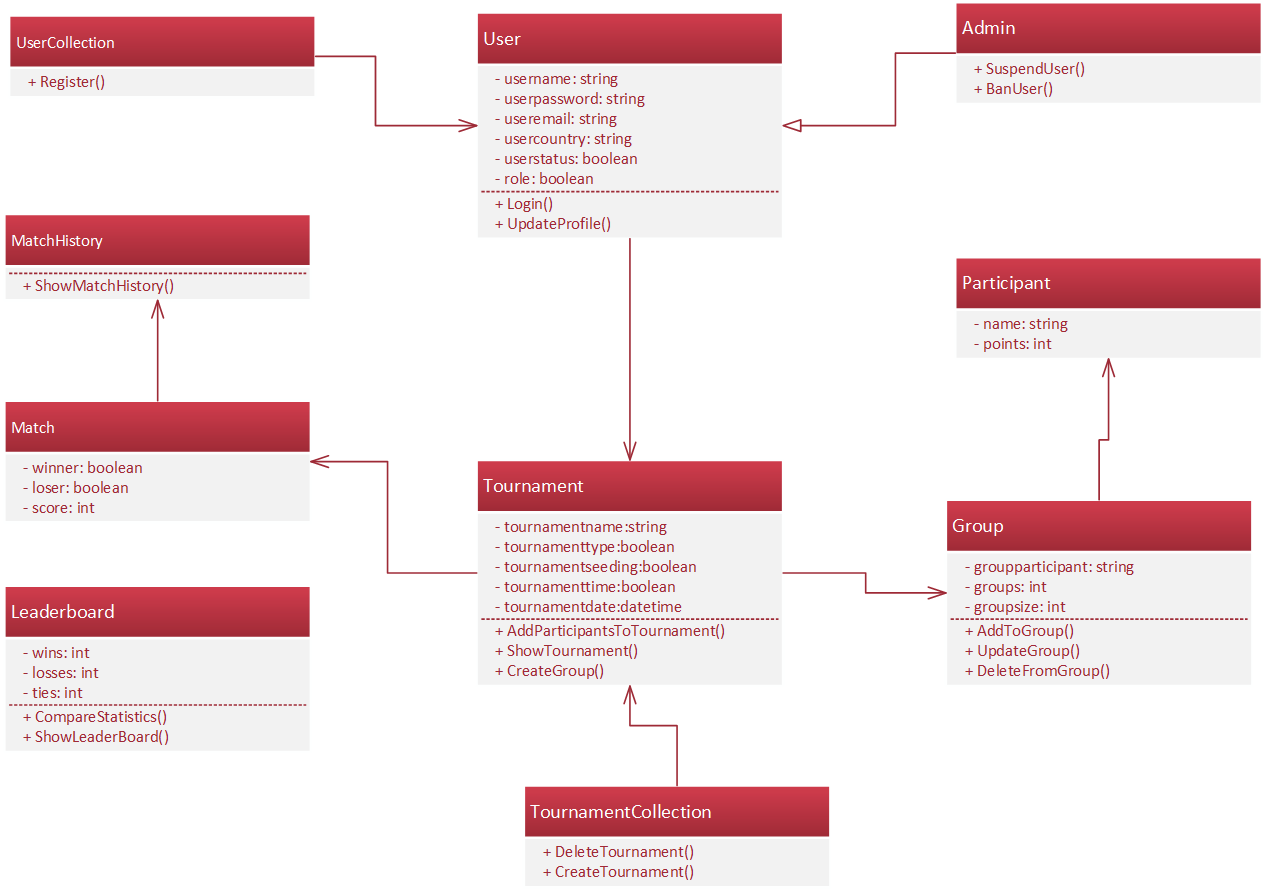 UserCollection
+ Register()
User
- username: string
- userpassword: string
- useremail: string
- usercountry: string
- userstatus: boolean
- role: boolean
+ Login()
+ UpdateProfile()
Admin
+ SuspendUser()
+ BanUser()
MatchHistory
+ ShowMatchHistory()
Participant
- name: string
- points: int
Match
- winner: boolean
- loser: boolean
- score: int
Tournament
- tournamentname:string
- tournamenttype:boolean
- tournamentseeding:boolean
- tournamenttime:boolean
- tournamentdate:datetime
+ AddParticipantsToTournament()
+ ShowTournament()
+ CreateGroup()
Group
- groupparticipant: string
- groups: int
- groupsize: int
+ AddToGroup()
+ UpdateGroup()
+ DeleteFromGroup()
Leaderboard
- wins: int
- losses: int
- ties: int
+ CompareStatistics()
+ ShowLeaderBoard()
TournamentCollection
+ DeleteTournament()
+ CreateTournament()